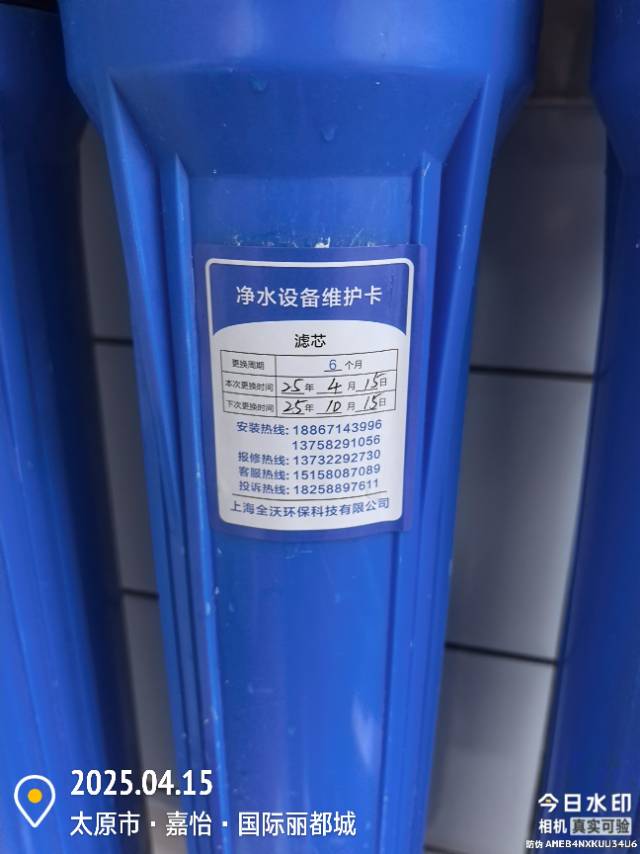 净水设备维护卡
滤芯
更换周期 6 个月
本次更换时间 25 年 4 月 15 日
下次更换时间 25 年 10 月 15 日
安装热线: 18867143996
13758291056
报修热线: 13732292730
客服热线: 15158087089
投诉热线: 18258897611
上海全沃环保科技有限公司
2025.04.15
太原市·嘉怡·国际丽都城
今日水印
相机 真实可验
防伪 AMEB4NXKUU34U6